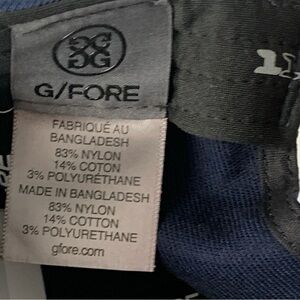 G/FORE
FABRIQUÉ AU
BANGLADESH
83% NYLON
14% COTON
3% POLYURETHANE
MADE IN BANGLADESH
83% NYLON
14% COTTON
3% POLYURETHANE
gfore.com